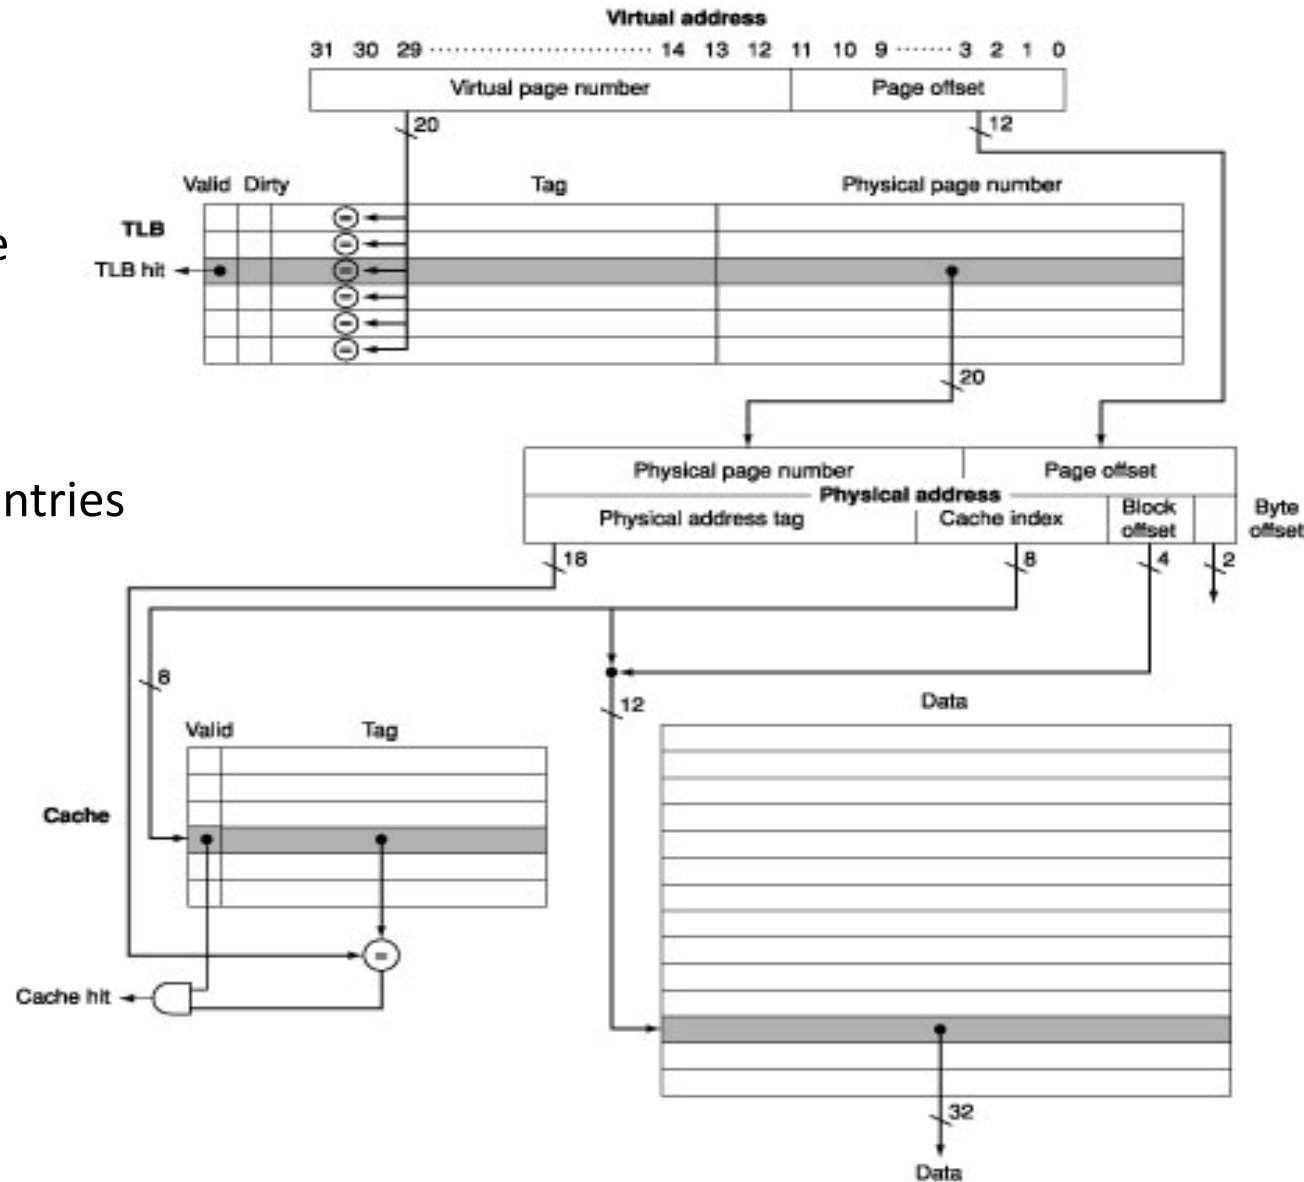 Virtual address
31 30 29 ........................... 14 13 12 11 10 9 ....... 3 2 1 0
Virtual page number Page offset
20 12
Valid Dirty Tag Physical page number
TLB
e
TLB hit
= = = = = =
20
Physical page number Page offset
ntries
Physical address
Physical address tag Cache index Block offset Byte offset
18 8 4 2
8
12
Data
Valid Tag
Cache
=
Cache hit
32
Data